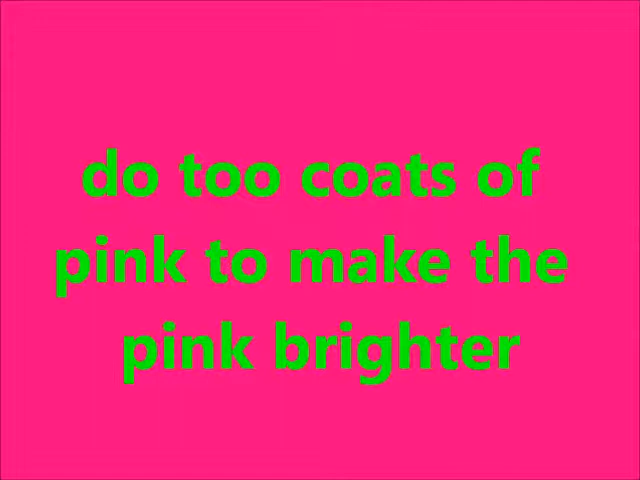 do too coats of
pink to make the
pink brighter